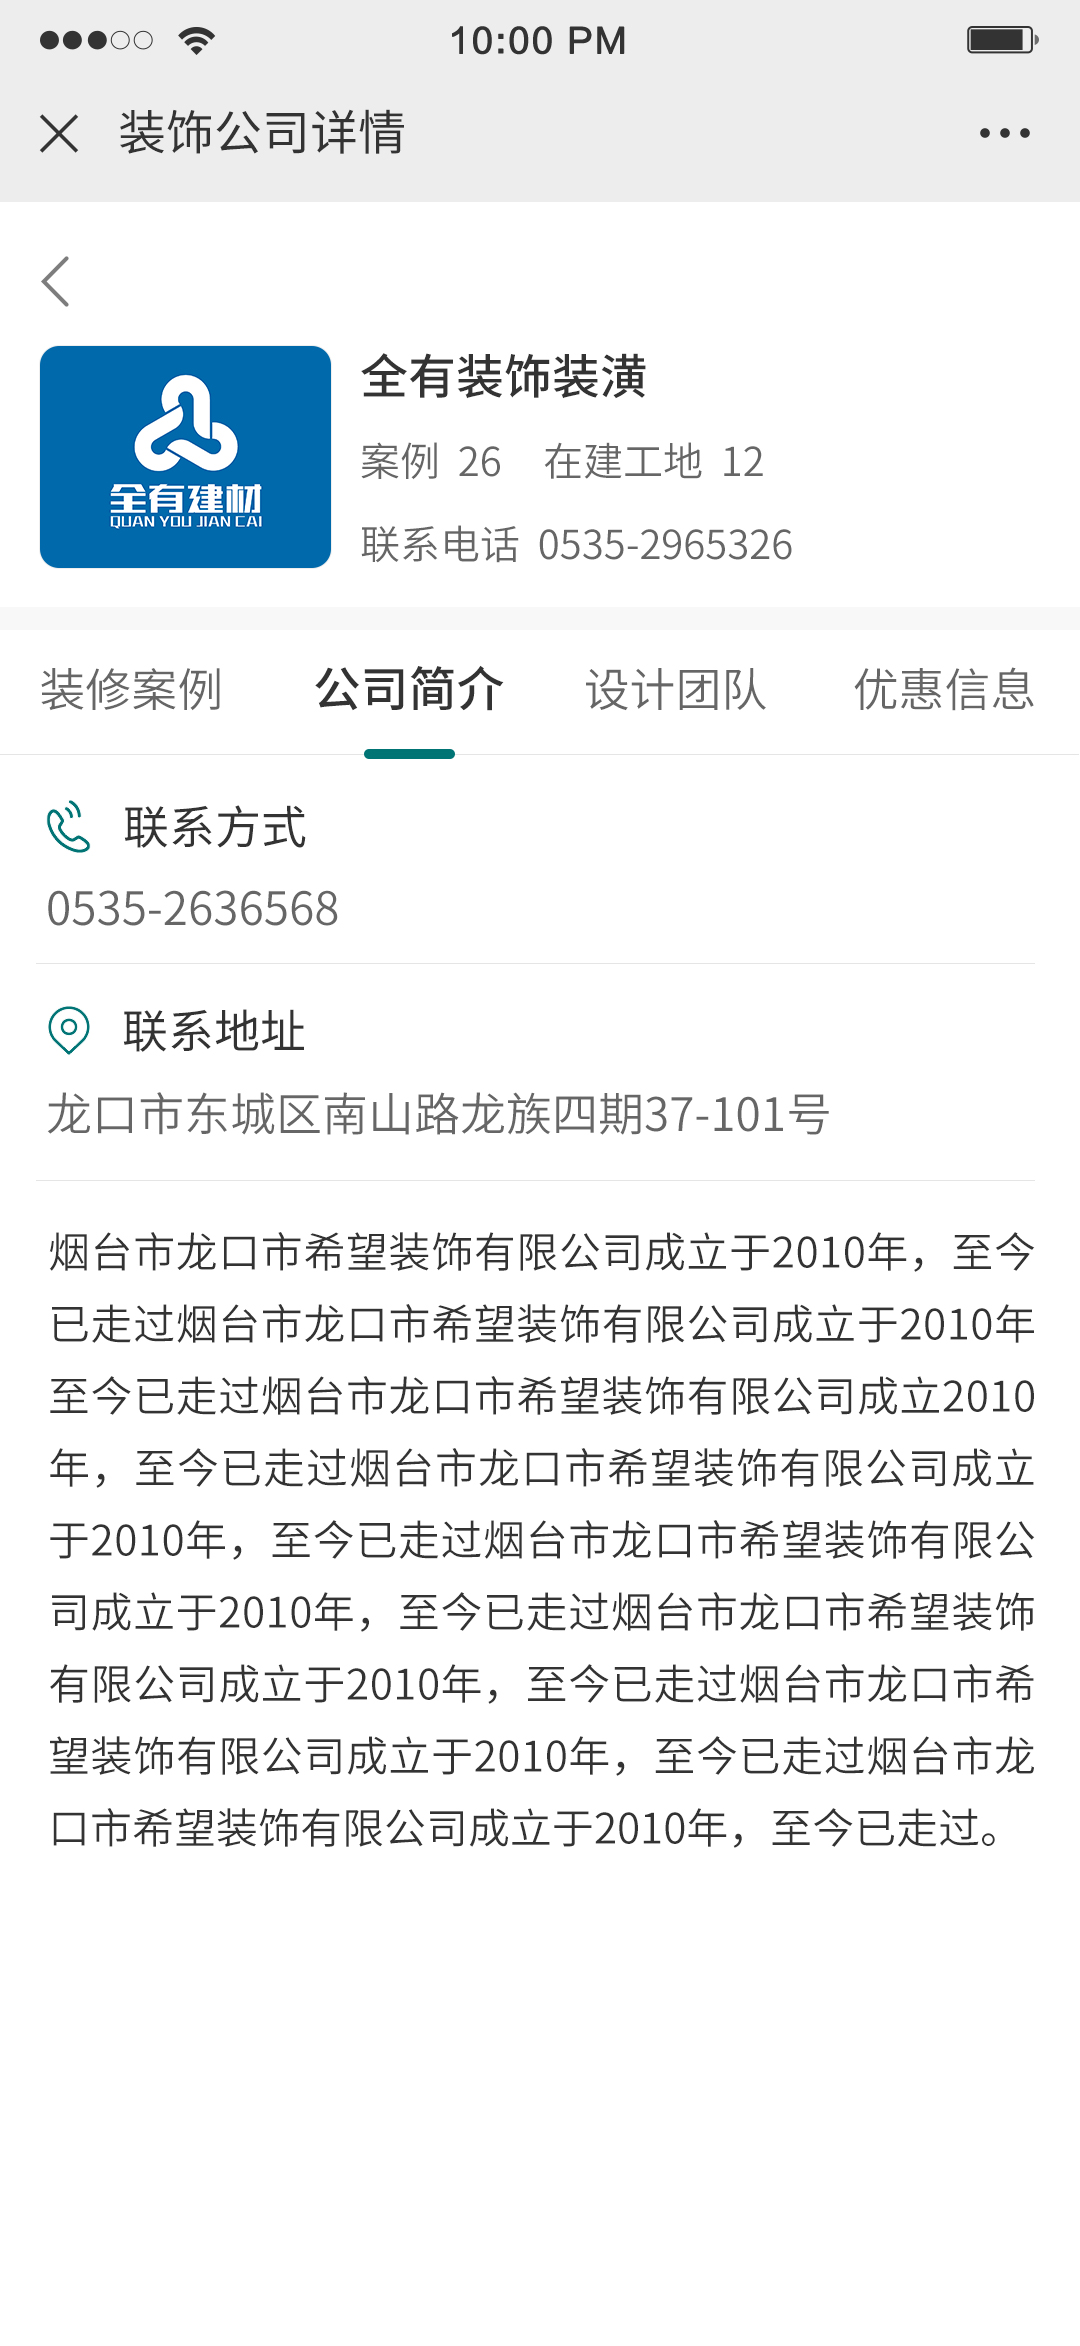 10:00 PM
装饰公司详情
全有建材
QUAN YOU JIAN CAI
全有装饰装潢
案例 26 在建工地 12
联系电话 0535-2965326
装修案例 公司简介 设计团队 优惠信息
联系方式
0535-2636568
联系地址
龙口市东城区南山路龙族四期37-101号
烟台市龙口市希望装饰有限公司成立于2010年，至今
已走过烟台市龙口市希望装饰有限公司成立于2010年
至今已走过烟台市龙口市希望装饰有限公司成立2010
年，至今已走过烟台市龙口市希望装饰有限公司成立
于2010年，至今已走过烟台市龙口市希望装饰有限公
司成立于2010年，至今已走过烟台市龙口市希望装饰
有限公司成立于2010年，至今已走过烟台市龙口市希
望装饰有限公司成立于2010年，至今已走过烟台市龙
口市希望装饰有限公司成立于2010年，至今已走过。